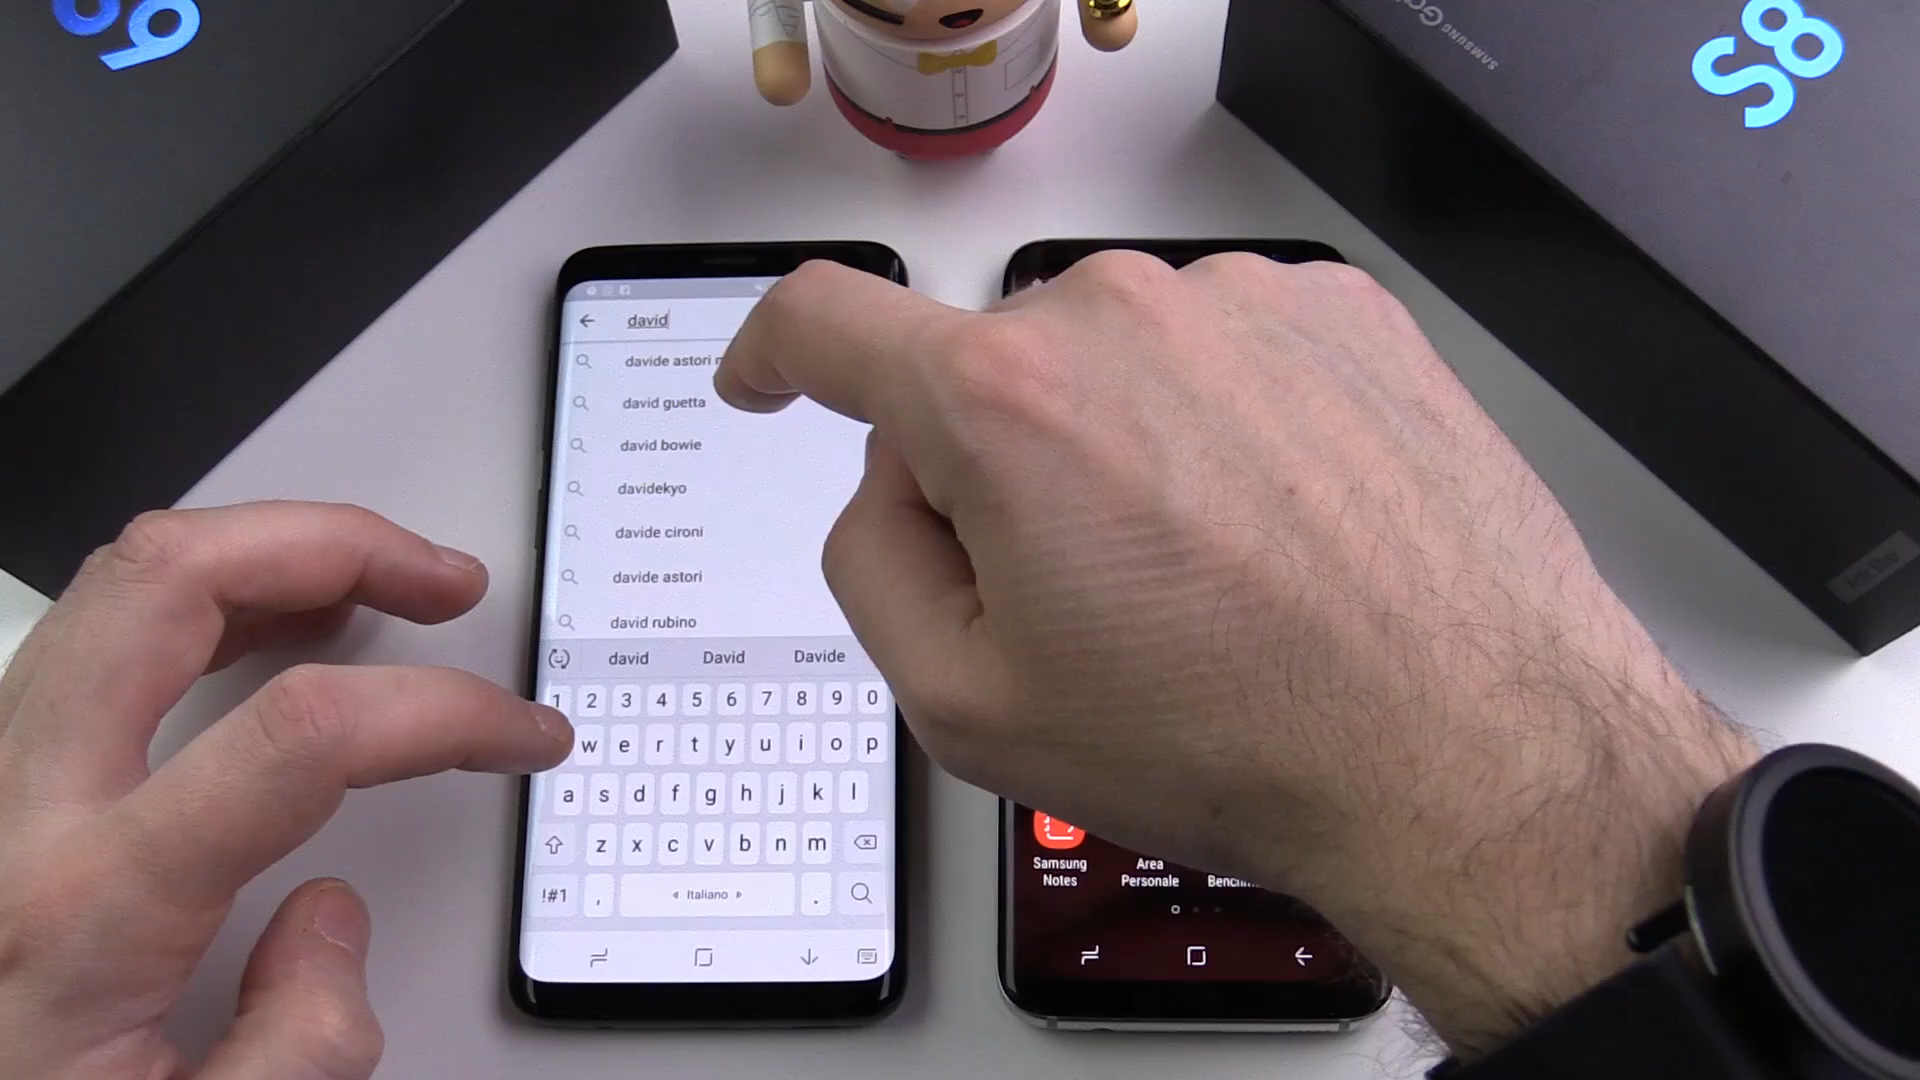 S9
SAMSUNG
S8
david
davide astori
david guetta
david bowie
davidekyo
davide cironi
davide astori
david rubino
david David Davide
1 2 3 4 5 6 7 8 9 0
w e r t y u i o p
a s d f g h j k l
z x c v b n m
!#1 , Italiano .
Samsung
Notes
Area
Personale